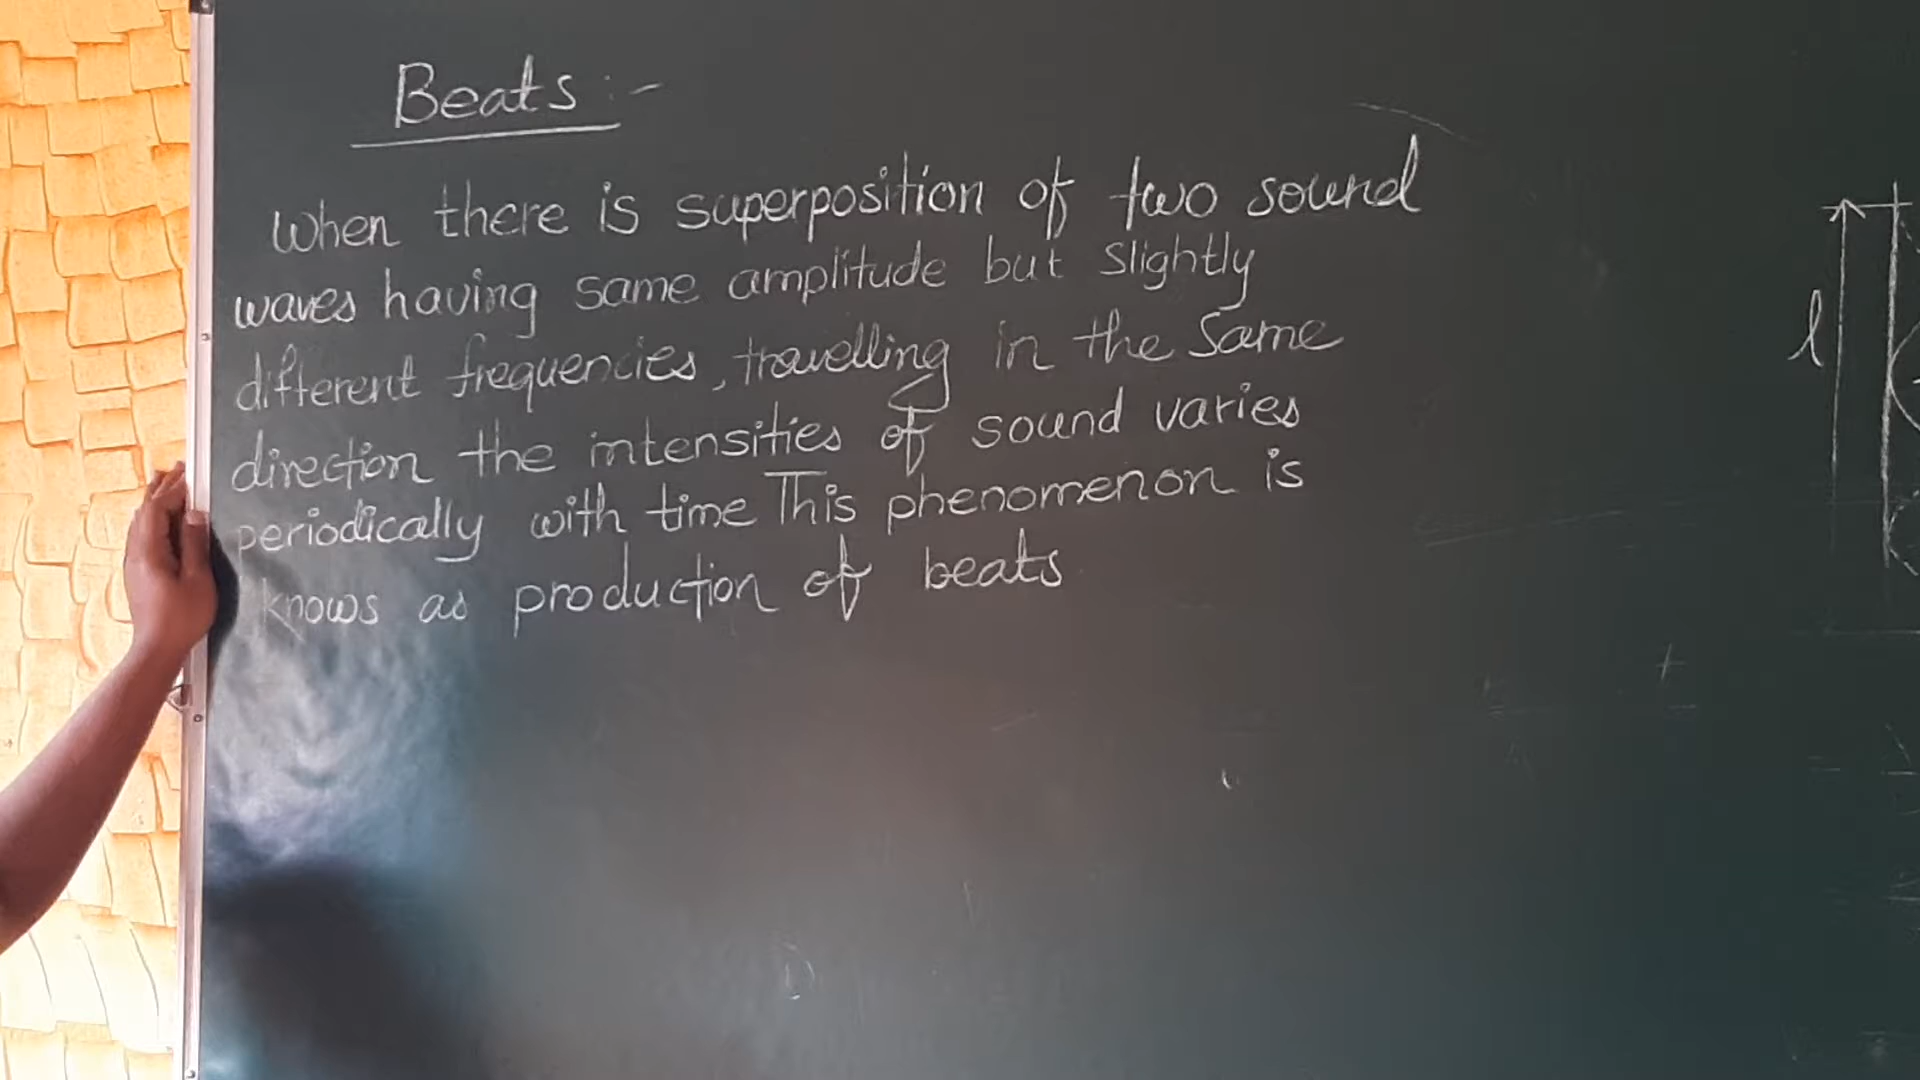 Beats :-
When there is superposition of two sound
waves having same amplitude but slightly
different frequencies, travelling in the same
direction the intensities of sound varies
periodically with time This phenomenon is
knows as production of beats
l